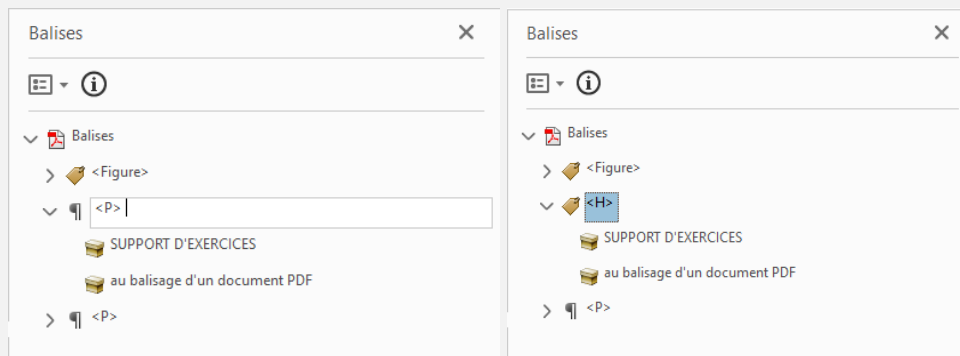 Balises
Balises
<Figure>
<P>
SUPPORT D'EXERCICES
au balisage d'un document PDF
<P>
Balises
Balises
<Figure>
<H>
SUPPORT D'EXERCICES
au balisage d'un document PDF
<P>